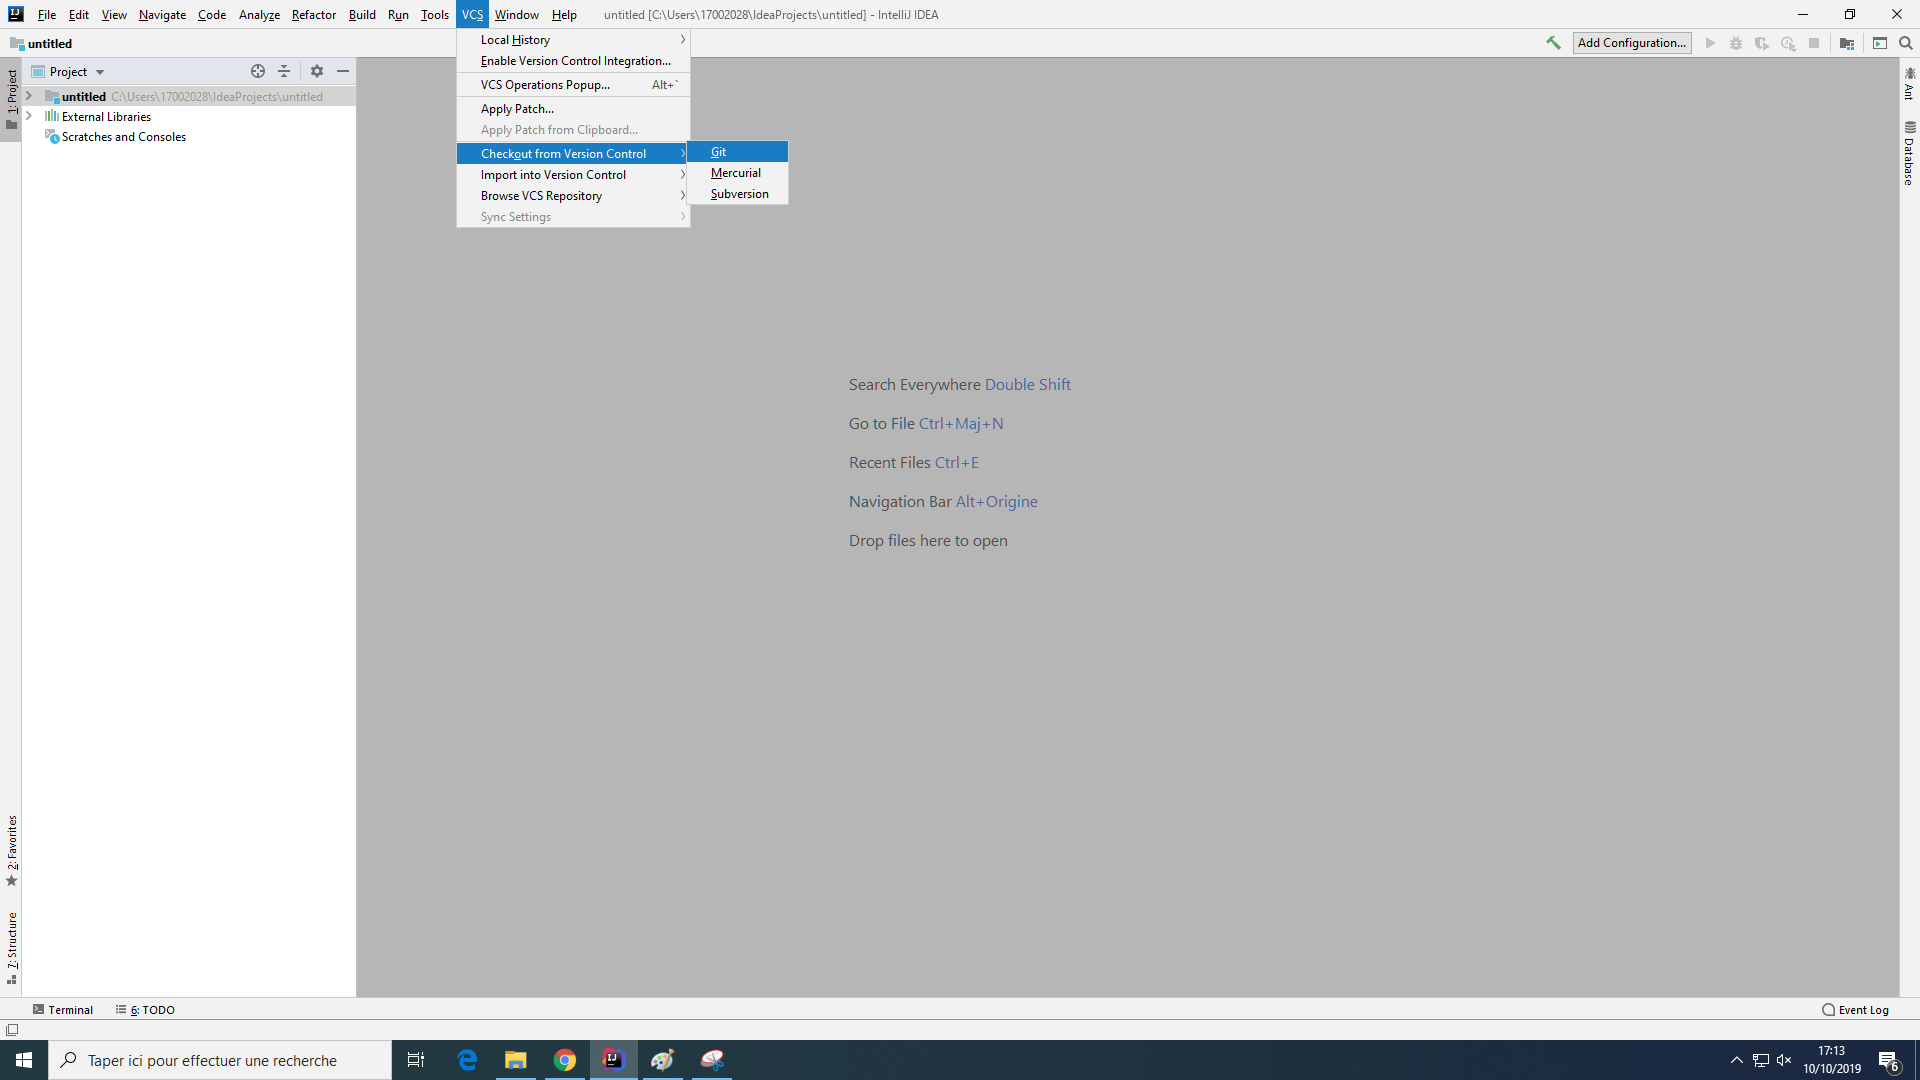 File Edit View Navigate Code Analyze Refactor Build Run Tools VCS Window Help untitled [C:\Users\17002028\IdeaProjects\untitled] - IntelliJ IDEA
untitled
Add Configuration...
Project
untitled C:\Users\17002028\IdeaProjects\untitled
External Libraries
Scratches and Consoles
1: Project
2: Favorites
7: Structure
Local History
Enable Version Control Integration...
VCS Operations Popup... Alt+`
Apply Patch...
Apply Patch from Clipboard...
Checkout from Version Control
Import into Version Control
Browse VCS Repository
Sync Settings
Git
Mercurial
Subversion
Search Everywhere Double Shift
Go to File Ctrl+Maj+N
Recent Files Ctrl+E
Navigation Bar Alt+Origine
Drop files here to open
Ant
Database
Terminal
6: TODO
Event Log
Taper ici pour effectuer une recherche
17:13
10/10/2019
6